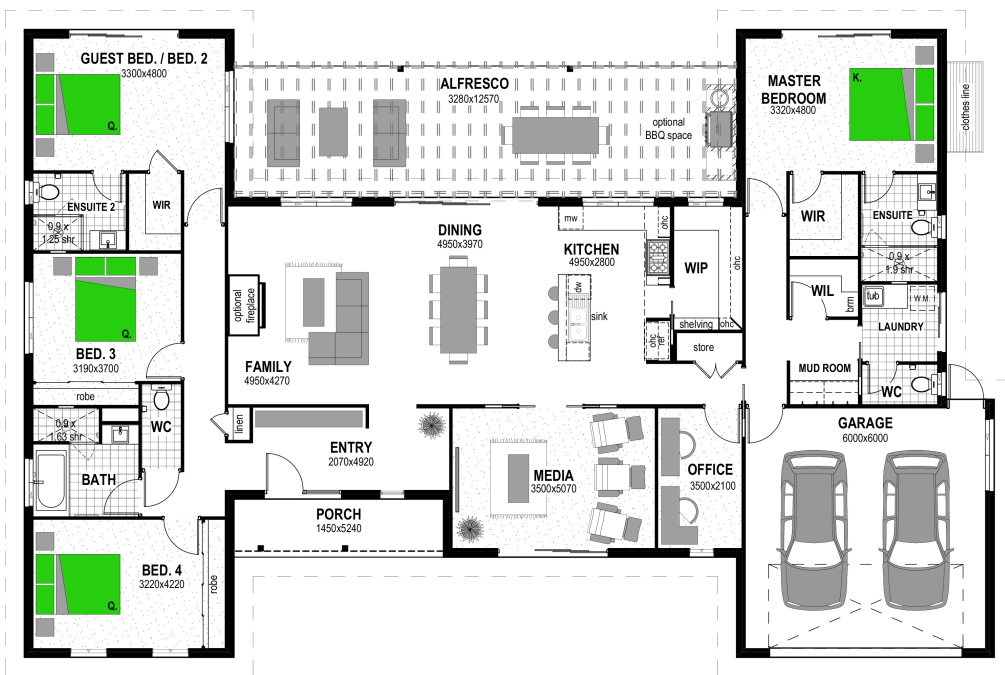 GUEST BED. / BED. 2
3300x4800
Q.
ENSUITE 2
WIR
0.9 x
1.25 shr
ALFRESCO
3280x12570
optional
BBQ space
MASTER
BEDROOM
3320x4800
K.
clothes line
WIR
ENSUITE
0.9 x
1.9 shr
DINING
4950x3970
KITCHEN
4950x2800
mw
ohc
WIP
ohc
dw
sink
shelving
ohc
ohc
ref
store
optional
fireplace
FAMILY
4950x4270
WIL
brm
tub
W.M.
LAUNDRY
MUD ROOM
WC
BED. 3
3190x3700
Q.
robe
0.9 x
1.63 shr
WC
BATH
linen
ENTRY
2070x4920
PORCH
1450x5240
MEDIA
3500x5070
OFFICE
3500x2100
GARAGE
6000x6000
BED. 4
3220x4220
Q.
robe